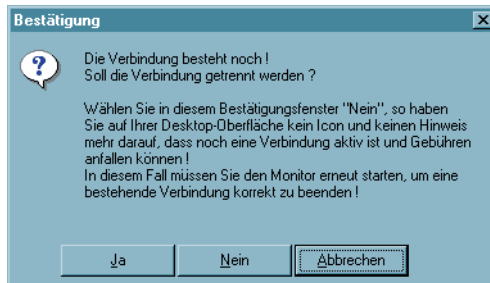 Bestätigung
Die Verbindung besteht noch !
Soll die Verbindung getrennt werden ?
Wählen Sie in diesem Bestätigungsfenster "Nein", so haben
Sie auf Ihrer Desktop-Oberfläche kein Icon und keinen Hinweis
mehr darauf, dass noch eine Verbindung aktiv ist und Gebühren
anfallen können !
In diesem Fall müssen Sie den Monitor erneut starten, um eine
bestehende Verbindung korrekt zu beenden !
Ja Nein Abbrechen